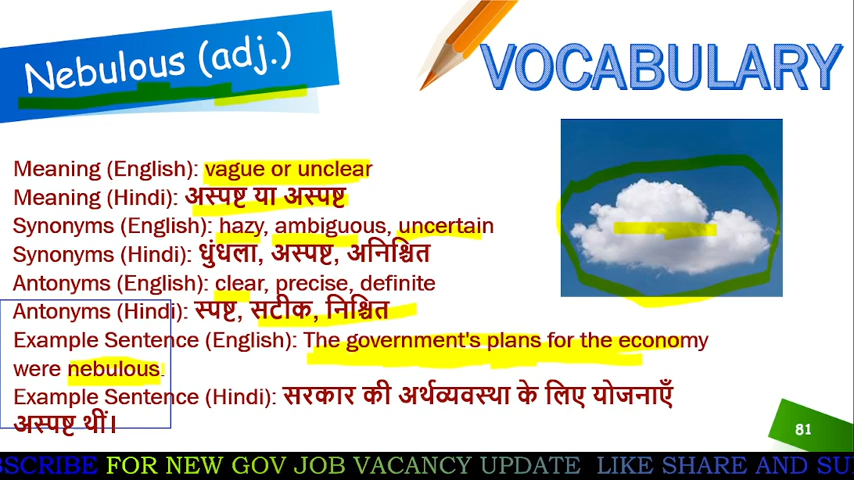 Nebulous (adj.)
VOCABULARY
Meaning (English): vague or unclear
Meaning (Hindi): अस्पष्ट या अस्पष्ट
Synonyms (English): hazy, ambiguous, uncertain
Synonyms (Hindi): धुंधला, अस्पष्ट, अनिश्चित
Antonyms (English): clear, precise, definite
Antonyms (Hindi): स्पष्ट, सटीक, निश्चित
Example Sentence (English): The government's plans for the economy
were nebulous.
Example Sentence (Hindi): सरकार की अर्थव्यवस्था के लिए योजनाएँ
अस्पष्ट थीं।
81
BSCRIBE FOR NEW GOV JOB VACANCY UPDATE LIKE SHARE AND SU